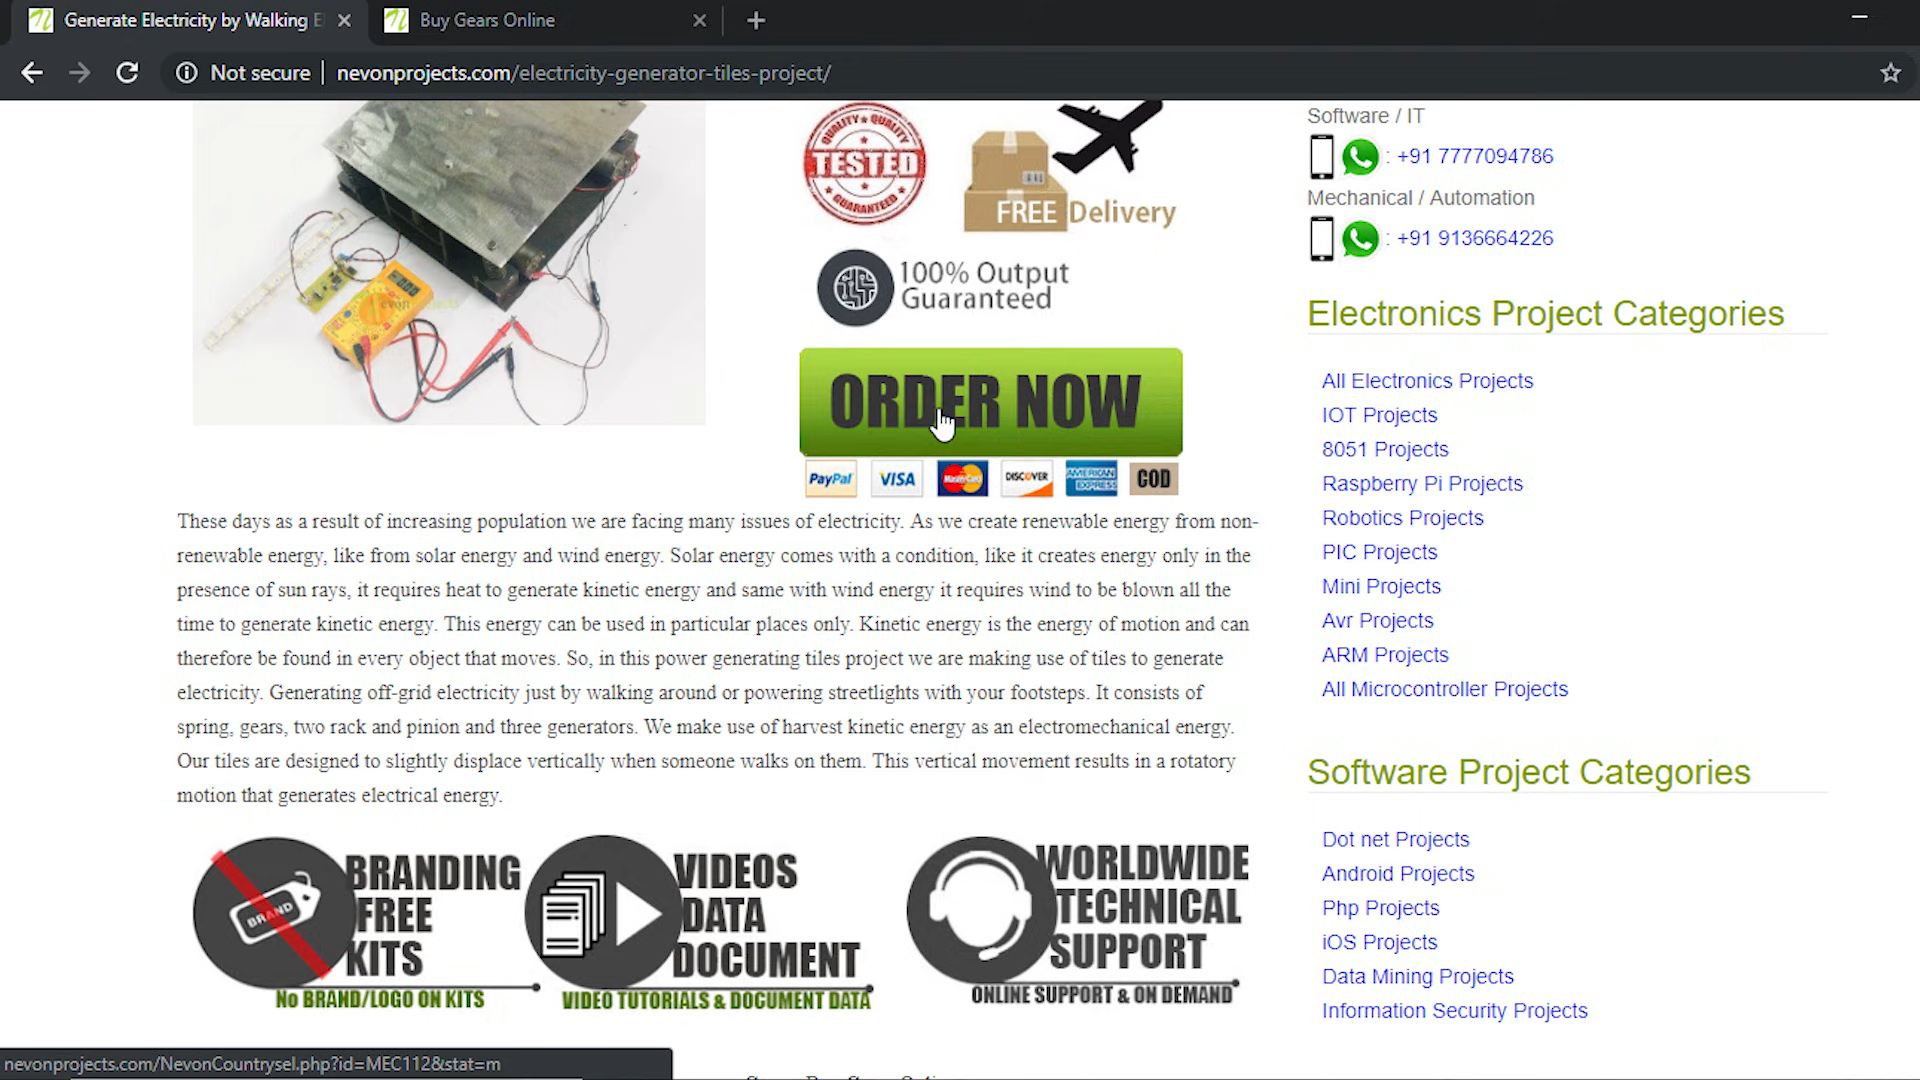 Generate Electricity by Walking
Buy Gears Online
Not secure
nevonprojects.com/electricity-generator-tiles-project/
QUALITY QUALITY
TESTED
GUARANTEED
FREE Delivery
100% Output
Guaranteed
ORDER NOW
PayPal VISA MasterCard DISCOVER AMERICAN EXPRESS COD
These days as a result of increasing population we are facing many issues of electricity. As we create renewable energy from non-
renewable energy, like from solar energy and wind energy. Solar energy comes with a condition, like it creates energy only in the
presence of sun rays, it requires heat to generate kinetic energy and same with wind energy it requires wind to be blown all the
time to generate kinetic energy. This energy can be used in particular places only. Kinetic energy is the energy of motion and can
therefore be found in every object that moves. So, in this power generating tiles project we are making use of tiles to generate
electricity. Generating off-grid electricity just by walking around or powering streetlights with your footsteps. It consists of
spring, gears, two rack and pinion and three generators. We make use of harvest kinetic energy as an electromechanical energy.
Our tiles are designed to slightly displace vertically when someone walks on them. This vertical movement results in a rotatory
motion that generates electrical energy.
BRAND
BRANDING
FREE
KITS
No BRAND/LOGO ON KITS
VIDEOS
DATA
DOCUMENT
VIDEO TUTORIALS & DOCUMENT DATA
WORLDWIDE
TECHNICAL
SUPPORT
ONLINE SUPPORT & ON DEMAND
Software / IT
: +91 7777094786
Mechanical / Automation
: +91 9136664226
Electronics Project Categories
All Electronics Projects
IOT Projects
8051 Projects
Raspberry Pi Projects
Robotics Projects
PIC Projects
Mini Projects
Avr Projects
ARM Projects
All Microcontroller Projects
Software Project Categories
Dot net Projects
Android Projects
Php Projects
iOS Projects
Data Mining Projects
Information Security Projects
nevonprojects.com/NevonCountrysel.php?id=MEC112&stat=m